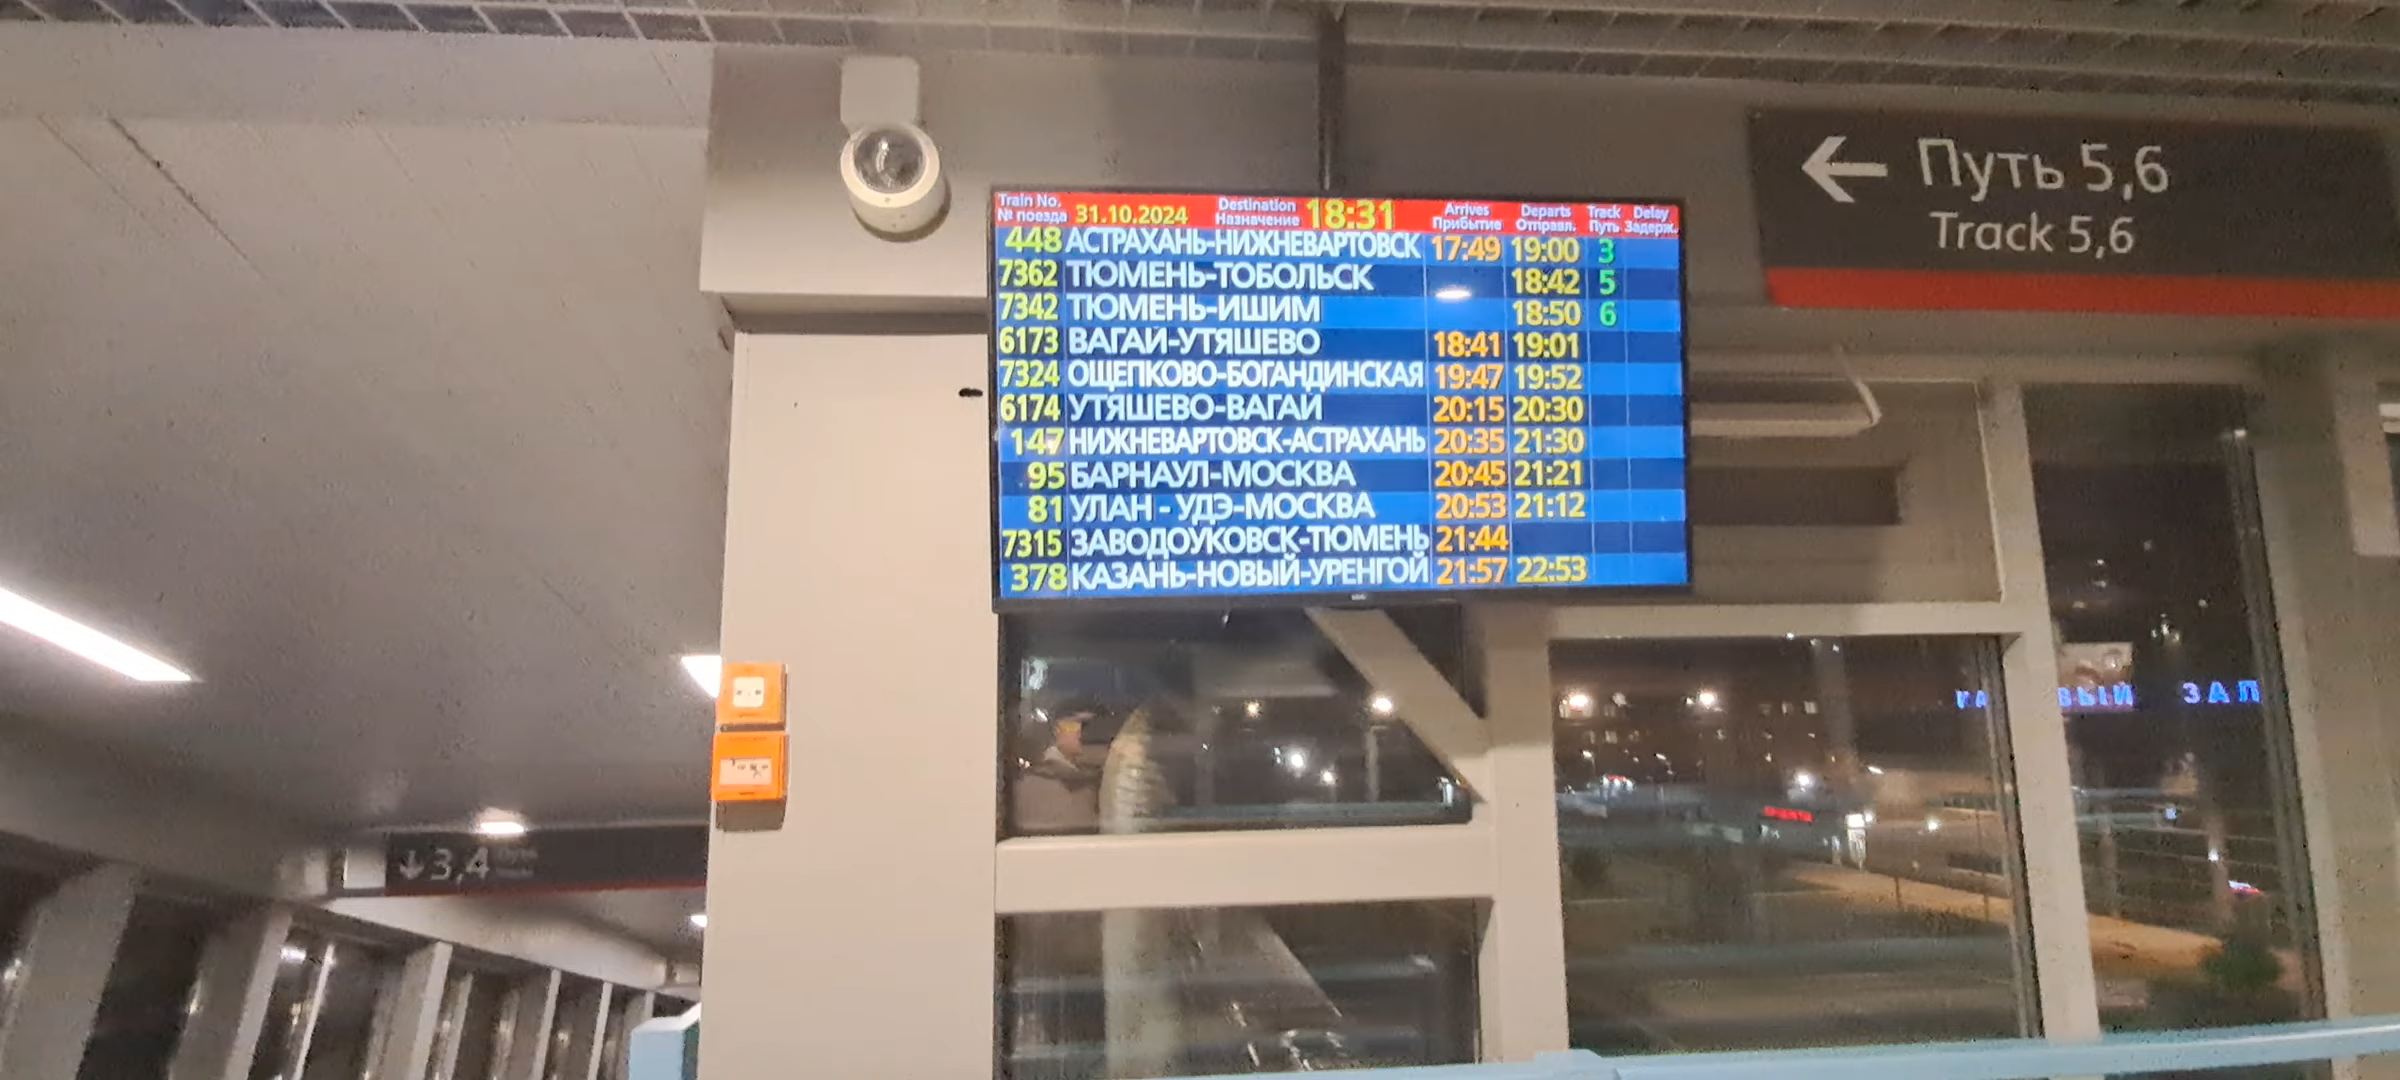 Train No.
№ поезда
31.10.2024
Destination
Назначение
18:31
Arrives
Прибытие
Departs
Отправл.
Track
Путь
Delay
Задерж.
448 АСТРАХАНЬ-НИЖНЕВАРТОВСК 17:49 19:00 3
7362 ТЮМЕНЬ-ТОБОЛЬСК 18:42 5
7342 ТЮМЕНЬ-ИШИМ 18:50 6
6173 ВАГАЙ-УТЯШЕВО 18:41 19:01
7324 ОЩЕПКОВО-БОГАНДИНСКАЯ 19:47 19:52
6174 УТЯШЕВО-ВАГАЙ 20:15 20:30
147 НИЖНЕВАРТОВСК-АСТРАХАНЬ 20:35 21:30
95 БАРНАУЛ-МОСКВА 20:45 21:21
81 УЛАН - УДЭ-МОСКВА 20:53 21:12
7315 ЗАВОДОУКОВСК-ТЮМЕНЬ 21:44
378 КАЗАНЬ-НОВЫЙ-УРЕНГОЙ 21:57 22:53
← Путь 5,6
Track 5,6
ЗАЛ
↓ 3,4